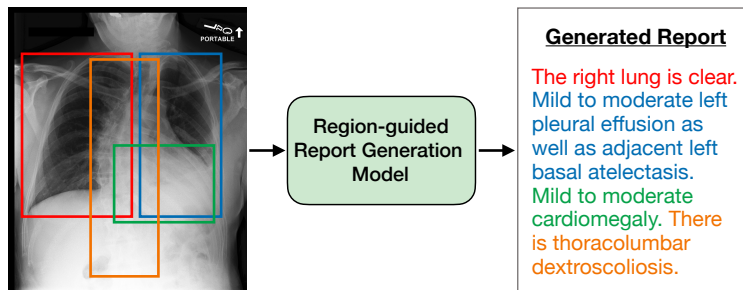 PORTABLE
Region-guided
Report Generation
Model
Generated Report
The right lung is clear.
Mild to moderate left
pleural effusion as
well as adjacent left
basal atelectasis.
Mild to moderate
cardiomegaly. There
is thoracolumbar
dextroscoliosis.